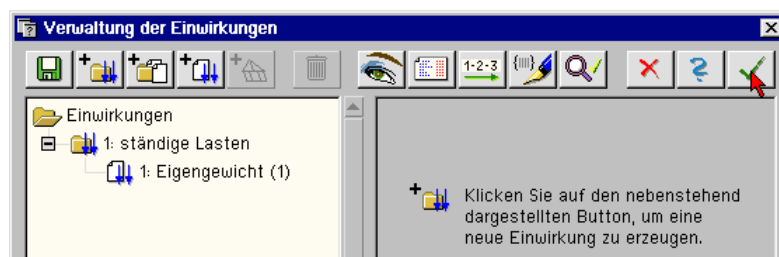 Verwaltung der Einwirkungen
1-2-3
Einwirkungen
1: ständige Lasten
1: Eigengewicht (1)
Klicken Sie auf den nebenstehend
dargestellten Button, um eine
neue Einwirkung zu erzeugen.